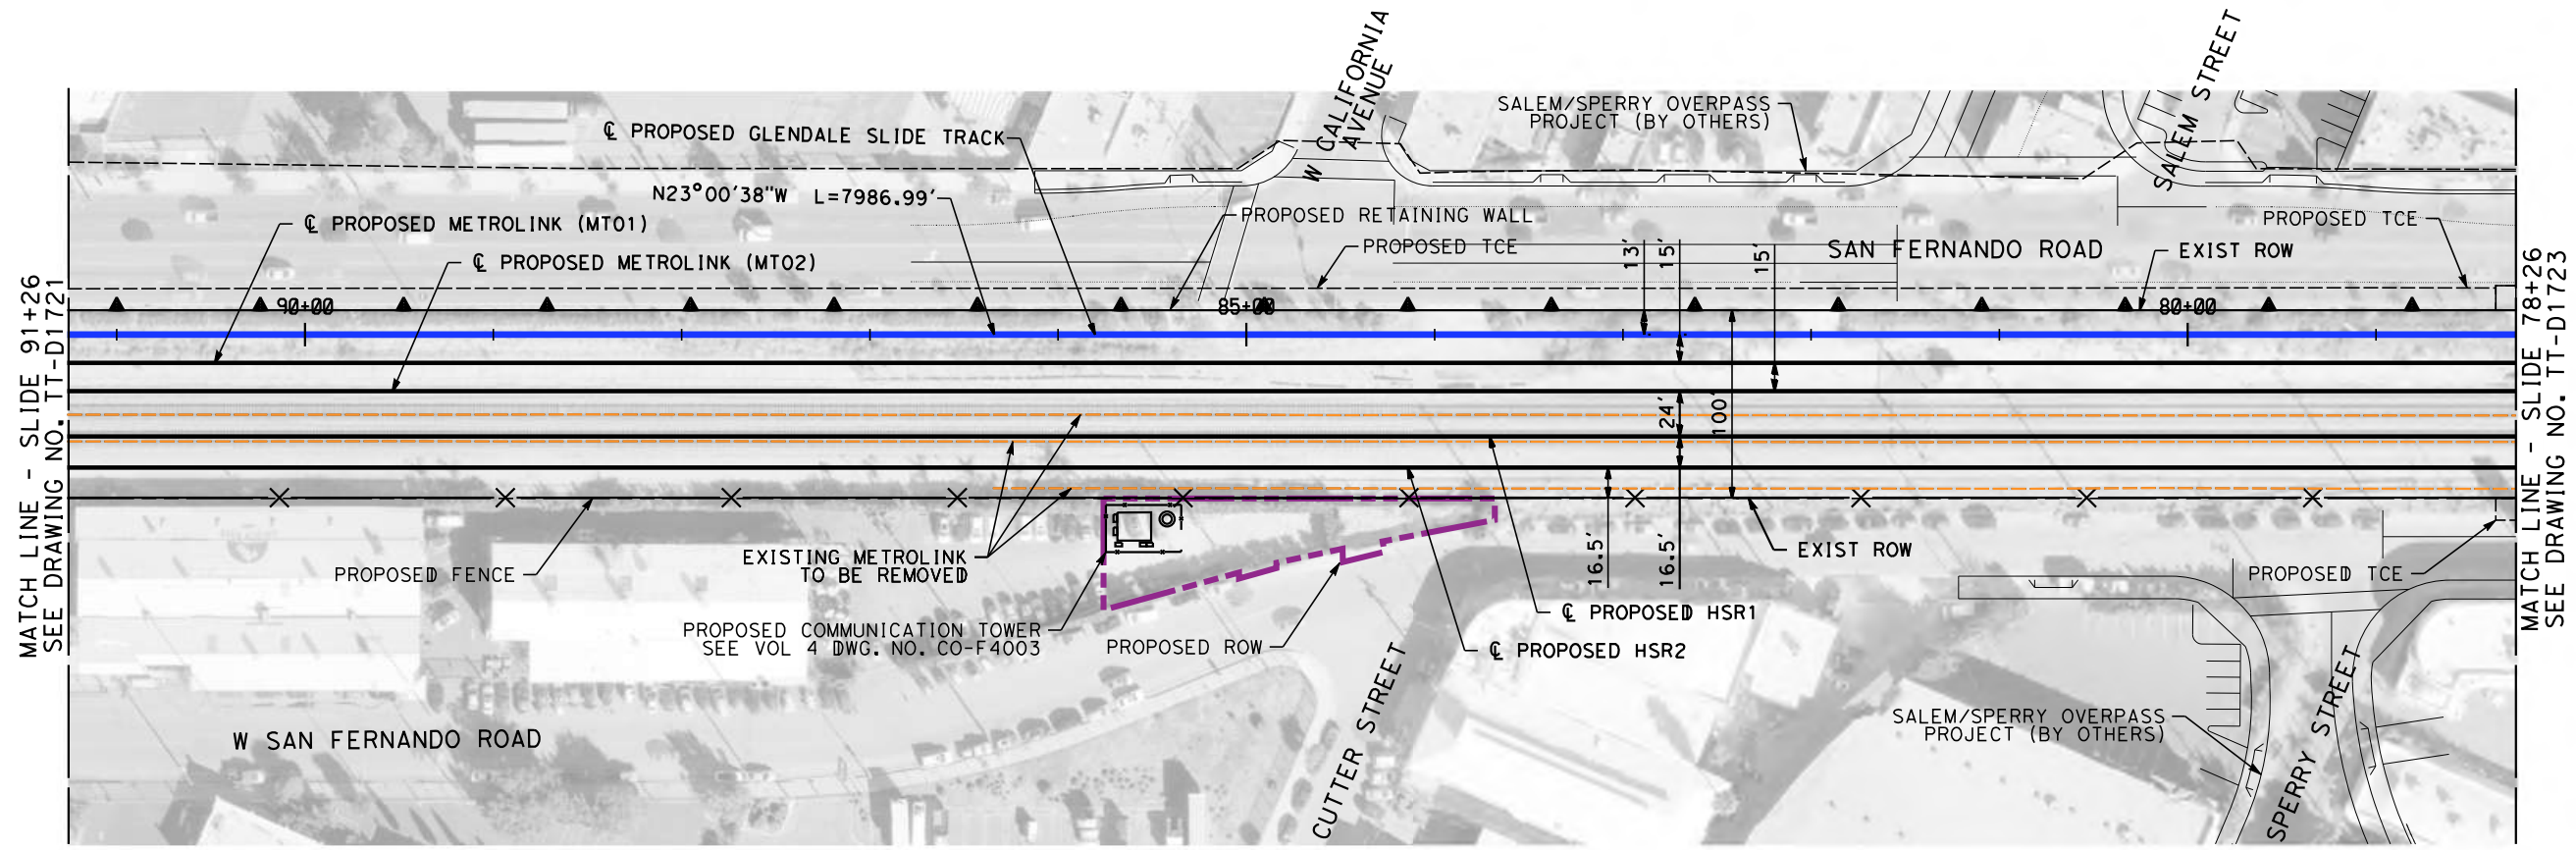 W CALIFORNIA
AVENUE
SALEM STREET
SALEM/SPERRY OVERPASS
PROJECT (BY OTHERS)
℄ PROPOSED GLENDALE SLIDE TRACK
N23°00'38"W L=7986.99'
℄ PROPOSED METROLINK (MT01)
PROPOSED RETAINING WALL
PROPOSED TCE
℄ PROPOSED METROLINK (MT02)
PROPOSED TCE
13'
15'
15'
SAN FERNANDO ROAD
EXIST ROW
90+00
85+00
80+00
MATCH LINE - SLIDE 91+26
SEE DRAWING NO. TT-D1721
MATCH LINE - SLIDE 78+26
SEE DRAWING NO. TT-D1723
24'
100'
16.5'
16.5'
EXISTING METROLINK
TO BE REMOVED
EXIST ROW
PROPOSED FENCE
PROPOSED TCE
℄ PROPOSED HSR1
PROPOSED COMMUNICATION TOWER
SEE VOL 4 DWG. NO. CO-F4003
PROPOSED ROW
℄ PROPOSED HSR2
W SAN FERNANDO ROAD
CUTTER STREET
SALEM/SPERRY OVERPASS
PROJECT (BY OTHERS)
SPERRY STREET